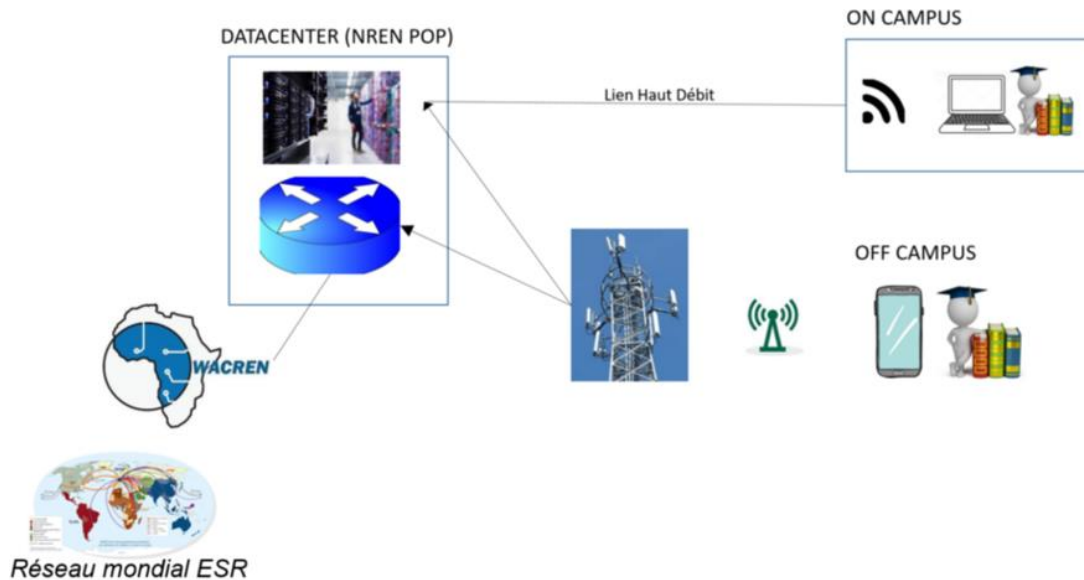 ON CAMPUS
DATACENTER (NREN POP)
Lien Haut Débit
OFF CAMPUS
WACREN
Réseau mondial ESR